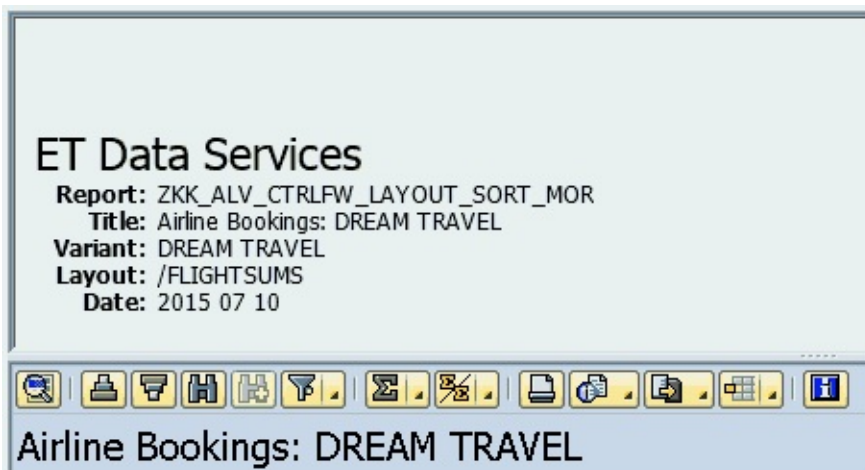 ET Data Services
Report: ZKK_ALV_CTRLFW_LAYOUT_SORT_MOR
Title: Airline Bookings: DREAM TRAVEL
Variant: DREAM TRAVEL
Layout: /FLIGHTSUMS
Date: 2015 07 10
Airline Bookings: DREAM TRAVEL